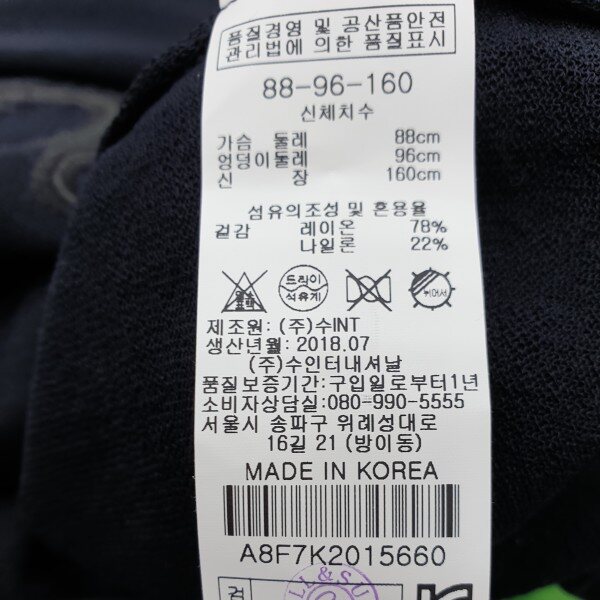 품질경영 및 공산품안전
관리법에 의한 품질표시
88-96-160
신체치수
가슴 둘레 88cm
엉덩이둘레 96cm
신 장 160cm
섬유의조성 및 혼용율
겉감 레이온 78%
나일론 22%
드라이
석유계
뉘어서
제조원: (주)수INT
생산년월: 2018.07
(주)수인터내셔날
품질보증기간:구입일로부터1년
소비자상담실:080-990-5555
서울시 송파구 위례성대로
16길 21 (방이동)
MADE IN KOREA
A8F7K2015660
검
LL&SU